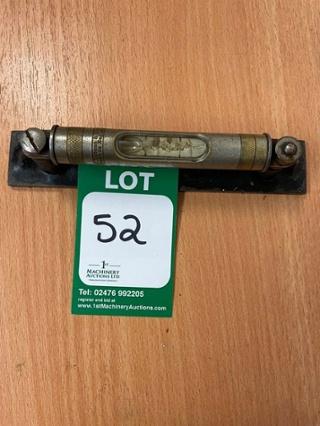 LOT
52
1st
MACHINERY
AUCTIONS LTD
Tel: 02476 992205
register and bid at
www.1stMachineryAuctions.com